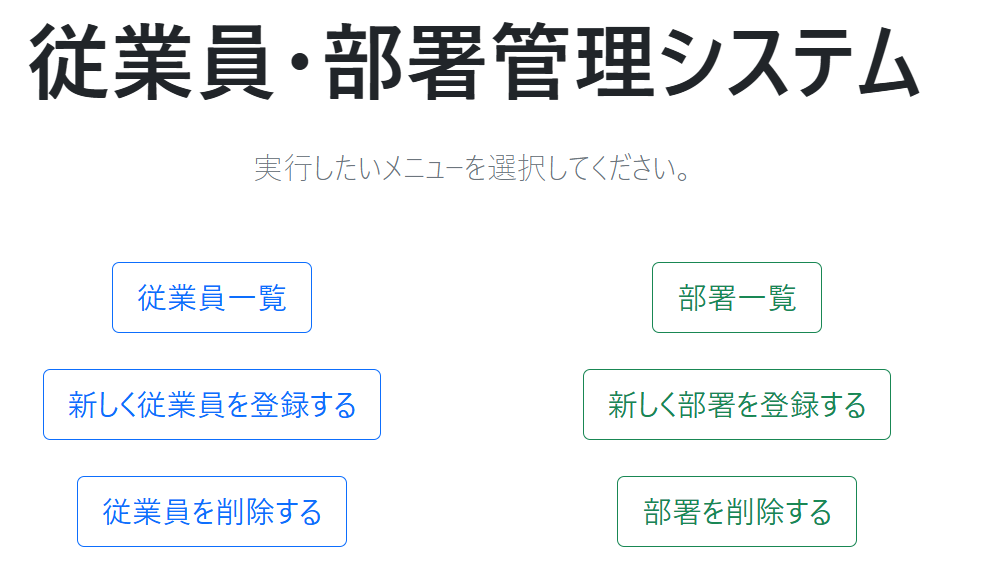 従業員・部署管理システム
実行したいメニューを選択してください。
従業員一覧
部署一覧
新しく従業員を登録する
新しく部署を登録する
従業員を削除する
部署を削除する